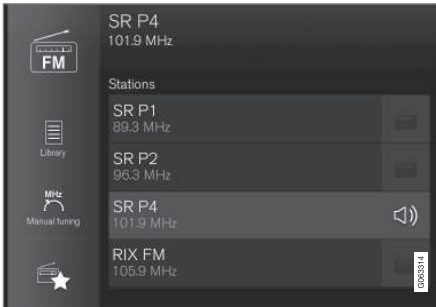 SR P4
101.9 MHz
FM
Stations
SR P1
89.3 MHz
Library
SR P2
96.3 MHz
MHz
Manual tuning
SR P4
101.9 MHz
RIX FM
105.9 MHz
G063314